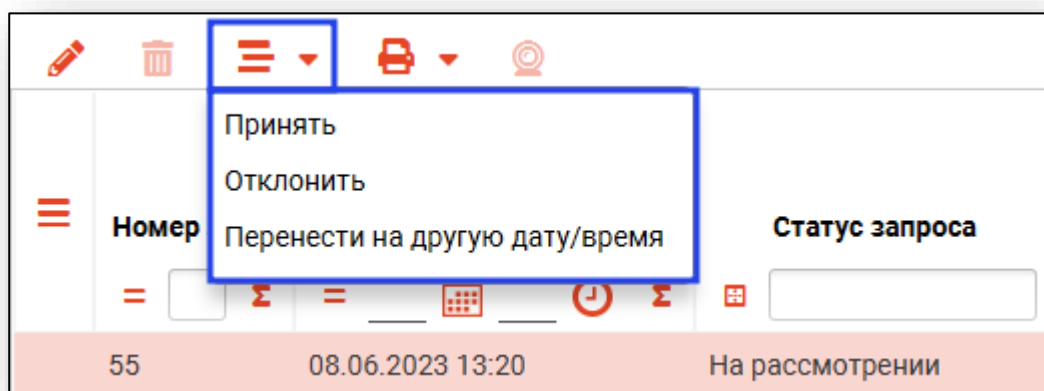 Принять
Отклонить
Номер
Перенести на другую дату/время
Статус запроса
= Σ = Σ
55 08.06.2023 13:20 На рассмотрении